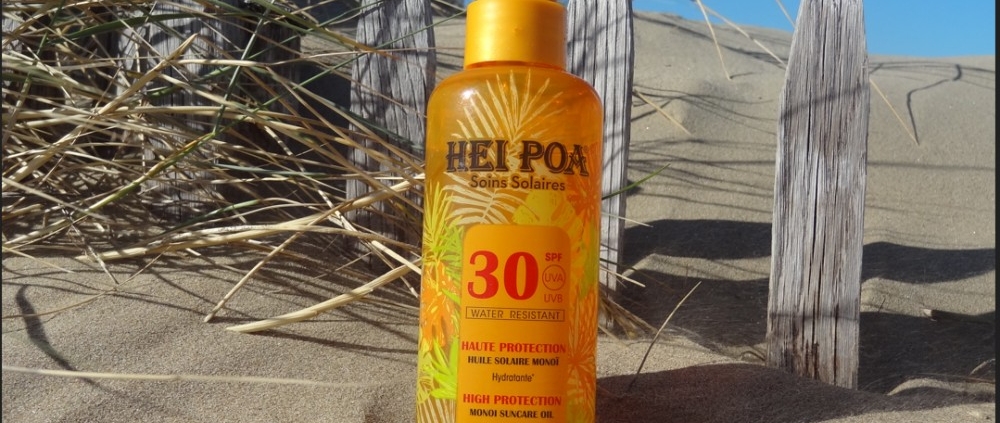 HEI POA
Soins Solaires
30 SPF
UVA
UVB
WATER RESISTANT
HAUTE PROTECTION
HUILE SOLAIRE MONOÏ
Hydratante*
HIGH PROTECTION
MONOI SUNCARE OIL